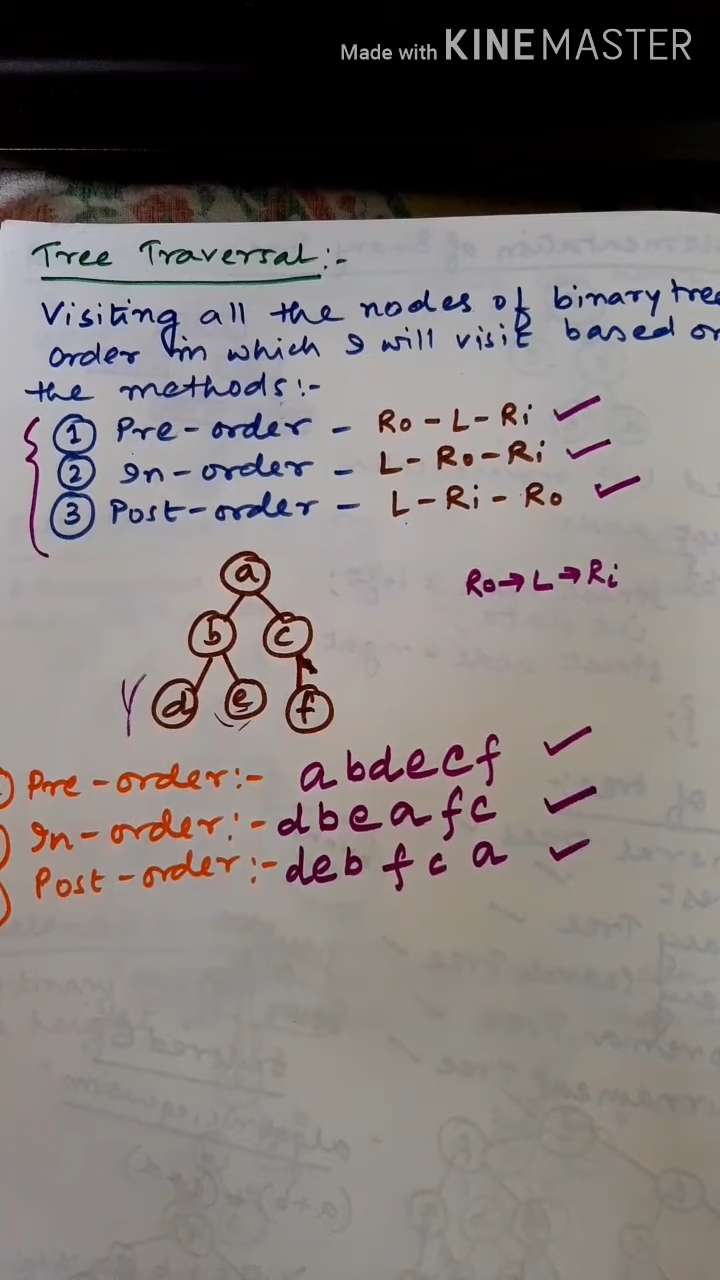 Made with KINEMASTER
Tree Traversal:-
Visiting all the nodes of binary tree
order in which I will visit based on
the methods:-
1 Pre-order - Ro-L-Ri ✓
2 In-order - L-Ro-Ri ✓
3 Post-order - L-Ri-Ro ✓
a
Ro→L→Ri
b c
d e f
Pre-order:- abdecf ✓
In-order:- dbeafc ✓
Post-order:- debfca ✓